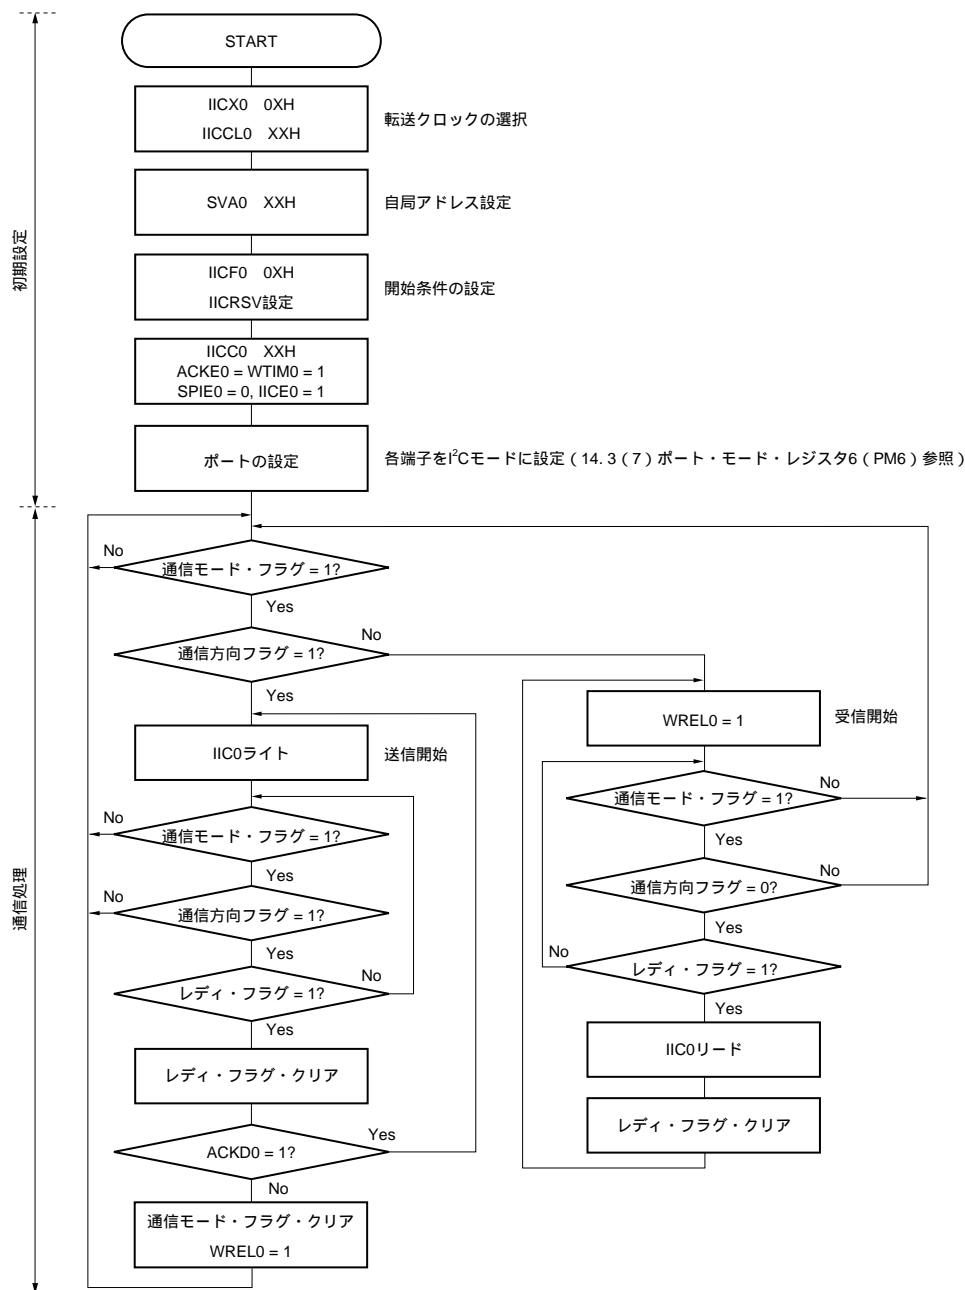 START
IICX0 0XH
IICCL0 XXH
転送クロックの選択
SVA0 XXH
自局アドレス設定
初期設定
IICF0 0XH
IICRSV設定
開始条件の設定
IICC0 XXH
ACKE0 = WTIM0 = 1
SPIE0 = 0, IICE0 = 1
ポートの設定
各端子をI²Cモードに設定(14. 3(7)ポート・モード・レジスタ6(PM6)参照)
No
通信モード・フラグ = 1?
Yes
通信方向フラグ = 1?
No
Yes
IIC0ライト
送信開始
No
通信モード・フラグ = 1?
Yes
No
通信方向フラグ = 1?
Yes
レディ・フラグ = 1?
No
Yes
レディ・フラグ・クリア
ACKD0 = 1?
Yes
No
通信モード・フラグ・クリア
WREL0 = 1
通信処理
WREL0 = 1
受信開始
通信モード・フラグ = 1?
No
Yes
通信方向フラグ = 0?
No
Yes
No
レディ・フラグ = 1?
Yes
IIC0リード
レディ・フラグ・クリア